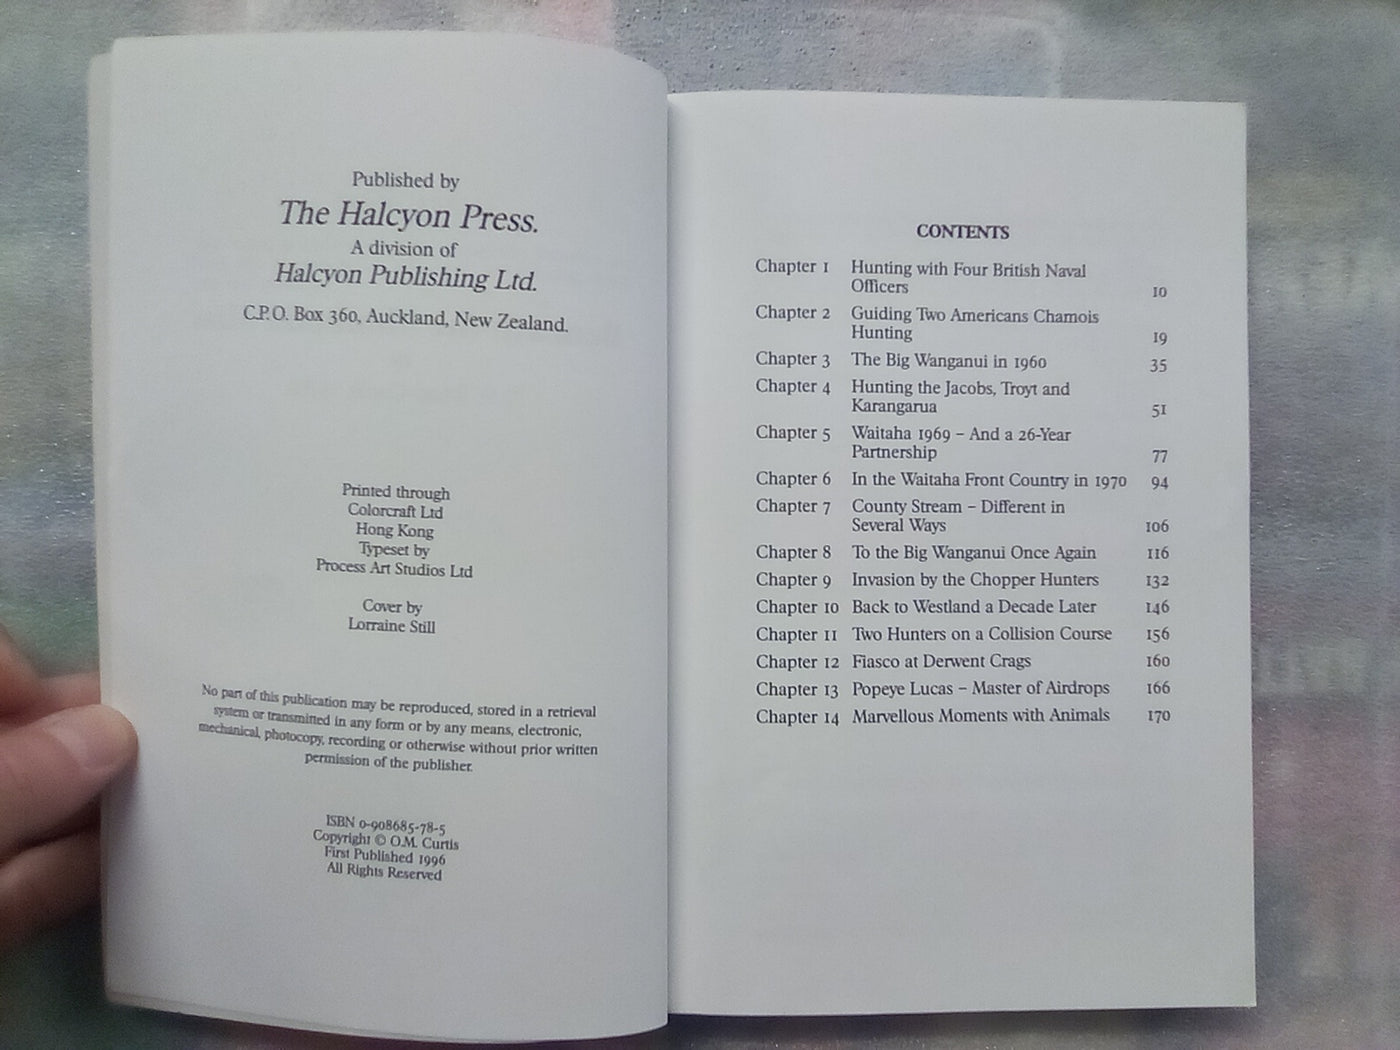 Published by
The Halcyon Press.
A division of
Halcyon Publishing Ltd.
C.P.O. Box 360, Auckland, New Zealand.
Printed through
Colorcraft Ltd
Hong Kong
Typeset by
Process Art Studios Ltd
Cover by
Lorraine Still
No part of this publication may be reproduced, stored in a retrieval
system or transmitted in any form or by any means, electronic,
mechanical, photocopy, recording or otherwise without prior written
permission of the publisher.
ISBN 0-908685-78-5
Copyright © O.M. Curtis
First Published 1996
All Rights Reserved
CONTENTS
Chapter 1 Hunting with Four British Naval
Officers 10
Chapter 2 Guiding Two Americans Chamois
Hunting 19
Chapter 3 The Big Wanganui in 1960 35
Chapter 4 Hunting the Jacobs, Troyt and
Karangarua 51
Chapter 5 Waitaha 1969 – And a 26-Year
Partnership 77
Chapter 6 In the Waitaha Front Country in 1970 94
Chapter 7 County Stream – Different in
Several Ways 106
Chapter 8 To the Big Wanganui Once Again 116
Chapter 9 Invasion by the Chopper Hunters 132
Chapter 10 Back to Westland a Decade Later 146
Chapter 11 Two Hunters on a Collision Course 156
Chapter 12 Fiasco at Derwent Crags 160
Chapter 13 Popeye Lucas – Master of Airdrops 166
Chapter 14 Marvellous Moments with Animals 170